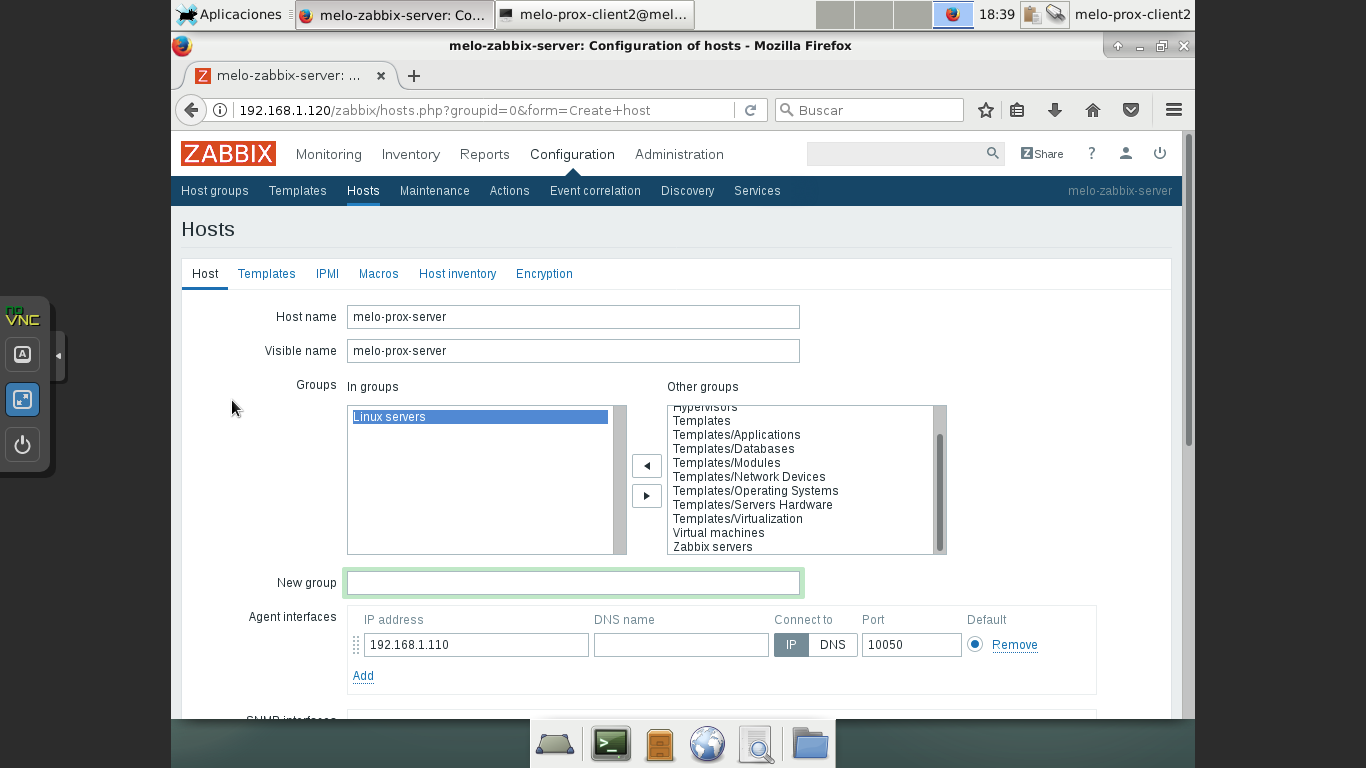 Aplicaciones melo-zabbix-server: Co... melo-prox-client2@mel... 18:39 melo-prox-client2
melo-zabbix-server: Configuration of hosts - Mozilla Firefox
Z melo-zabbix-server: ...
192.168.1.120/zabbix/hosts.php?groupid=0&form=Create+host Buscar
ZABBIX Monitoring Inventory Reports Configuration Administration Z Share ?
Host groups Templates Hosts Maintenance Actions Event correlation Discovery Services melo-zabbix-server
Hosts
Host Templates IPMI Macros Host inventory Encryption
no
VNC
A
Host name melo-prox-server
Visible name melo-prox-server
Groups In groups Other groups
Linux servers
Hypervisors
Templates
Templates/Applications
Templates/Databases
Templates/Modules
Templates/Network Devices
Templates/Operating Systems
Templates/Servers Hardware
Templates/Virtualization
Virtual machines
Zabbix servers
New group
Agent interfaces IP address DNS name Connect to Port Default
192.168.1.110 IP DNS 10050 Remove
Add
SNMP interfaces